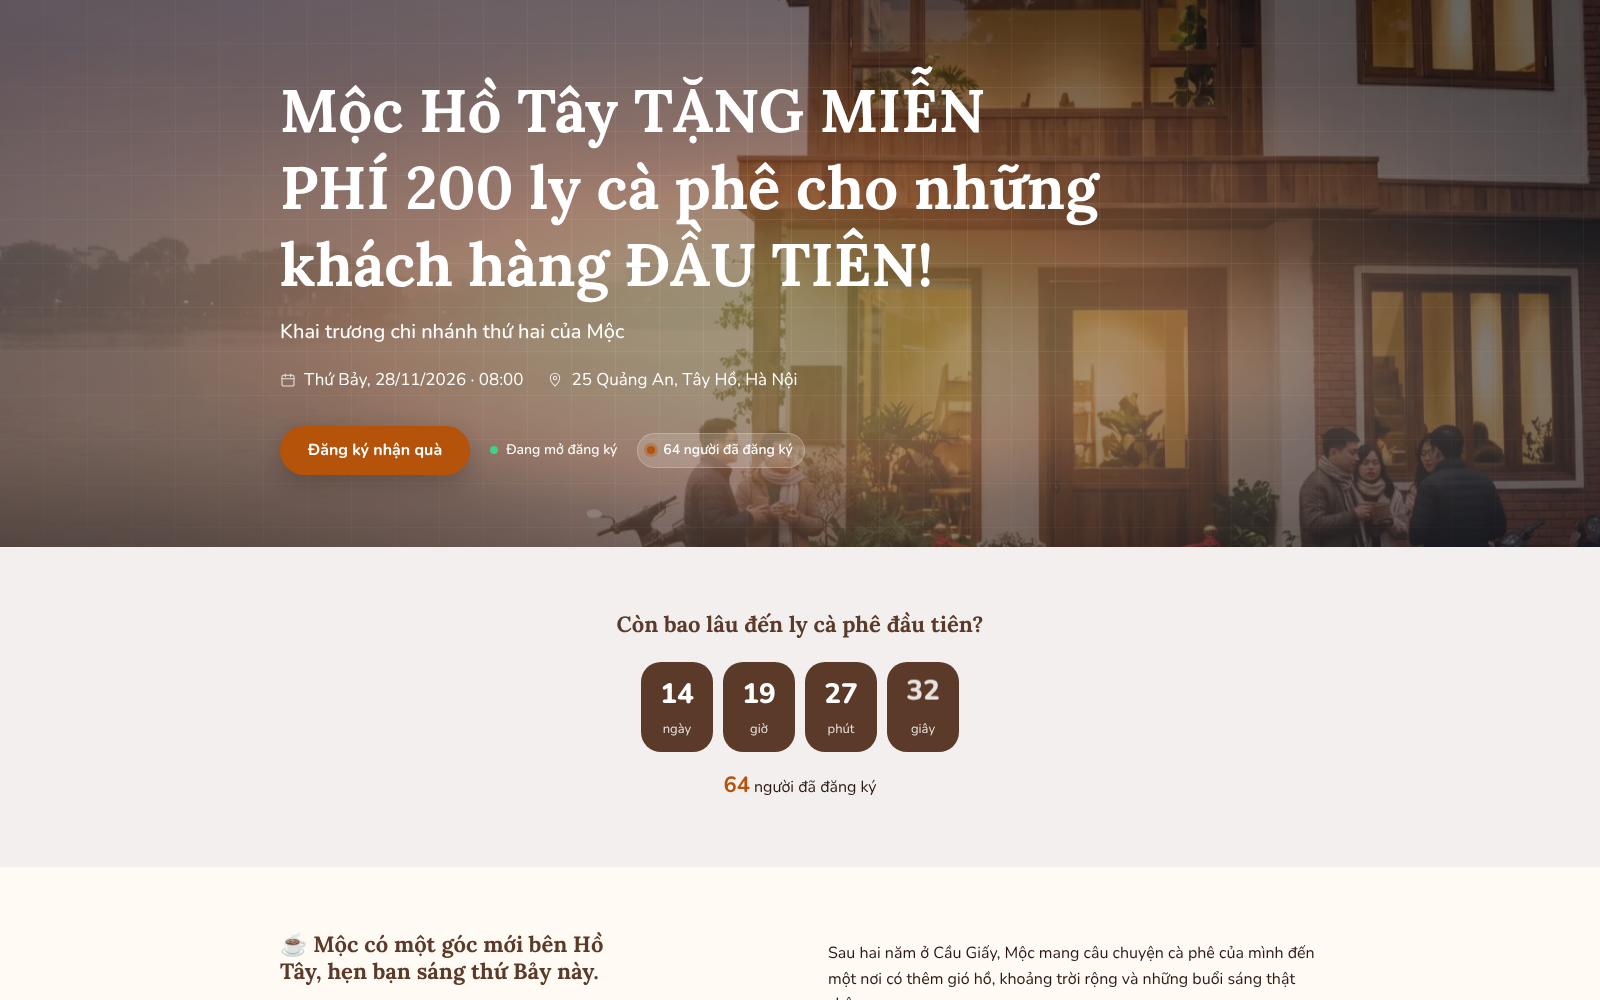 Mộc Hồ Tây TẶNG MIỄN
PHÍ 200 ly cà phê cho những
khách hàng ĐẦU TIÊN!
Khai trương chi nhánh thứ hai của Mộc
Thứ Bảy, 28/11/2026 · 08:00
25 Quảng An, Tây Hồ, Hà Nội
Đăng ký nhận quà
Đang mở đăng ký
64 người đã đăng ký
Còn bao lâu đến ly cà phê đầu tiên?
14
19
27
32
ngày
giờ
phút
giây
64 người đã đăng ký
☕ Mộc có một góc mới bên Hồ
Tây, hẹn bạn sáng thứ Bảy này.
Sau hai năm ở Cầu Giấy, Mộc mang câu chuyện cà phê của mình đến
một nơi có thêm gió hồ, khoảng trời rộng và những buổi sáng thật